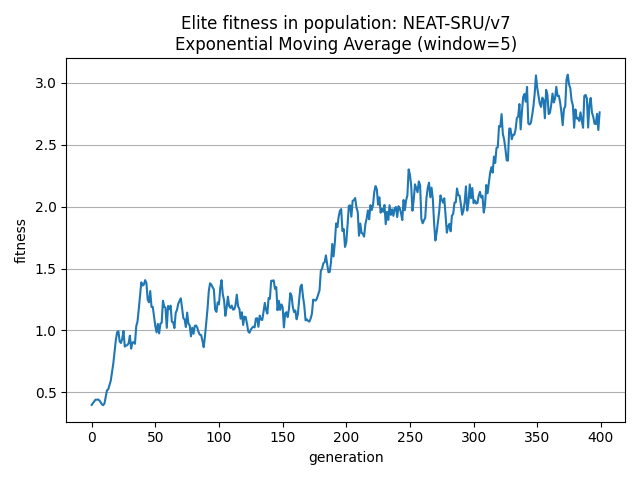 Elite fitness in population: NEAT-SRU/v7
Exponential Moving Average (window=5)
3.0
2.5
2.0
1.5
1.0
0.5
fitness
0 50 100 150 200 250 300 350 400
generation